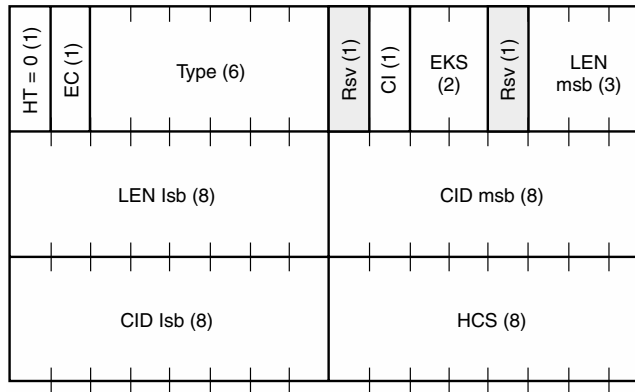 HT = 0 (1)
EC (1)
Type (6)
Rsv (1)
CI (1)
EKS
(2)
Rsv (1)
LEN
msb (3)
LEN lsb (8)
CID msb (8)
CID lsb (8)
HCS (8)